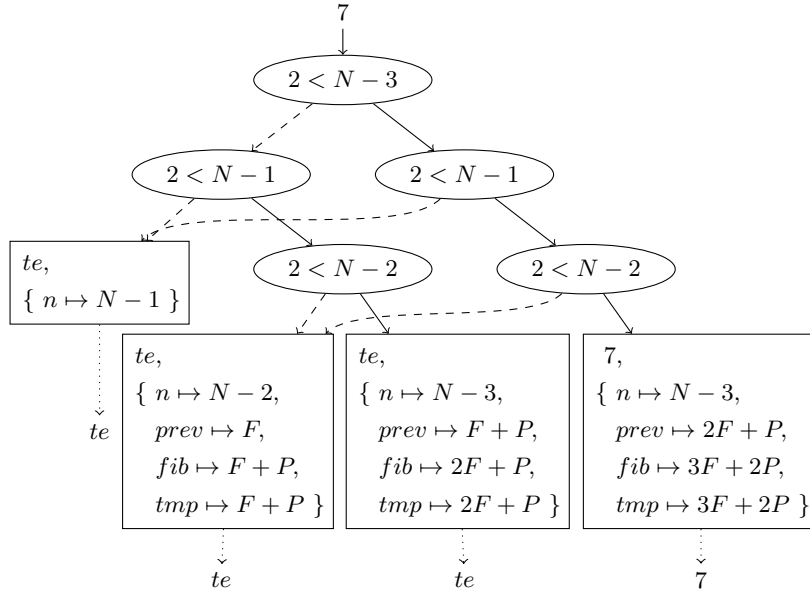 7
2 < N − 3
2 < N − 1
2 < N − 1
te,
{ n ↦ N − 1 }
2 < N − 2
2 < N − 2
te
te,
{ n ↦ N − 2,
prev ↦ F,
fib ↦ F + P,
tmp ↦ F + P }
te,
{ n ↦ N − 3,
prev ↦ F + P,
fib ↦ 2F + P,
tmp ↦ 2F + P }
7,
{ n ↦ N − 3,
prev ↦ 2F + P,
fib ↦ 3F + 2P,
tmp ↦ 3F + 2P }
te
te
7